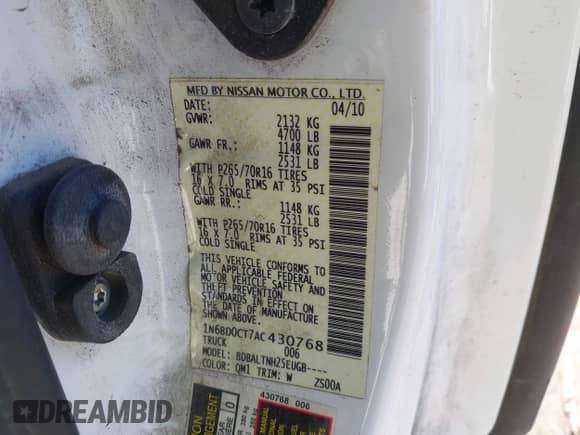 MFD BY NISSAN MOTOR CO., LTD.
DATE: 04/10
GVWR: 2132 KG
4700 LB
GAWR FR.: 1148 KG
2531 LB
WITH P265/70R16 TIRES
16 X 7.0 RIMS AT 35 PSI
COLD SINGLE
GAWR RR.: 1148 KG
2531 LB
WITH P265/70R16 TIRES
16 X 7.0 RIMS AT 35 PSI
COLD SINGLE
THIS VEHICLE CONFORMS TO
ALL APPLICABLE FEDERAL
MOTOR VEHICLE SAFETY AND
THEFT PREVENTION
STANDARDS IN EFFECT ON
THE DATE OF MANUFACTURE
SHOWN ABOVE.
1N6BD0CT7AC430768
TRUCK 006
MODEL: BDBALTNH25EUGB----
COLOR: QM1 TRIM: W ZS00A
430768 006
0
DREAMBID